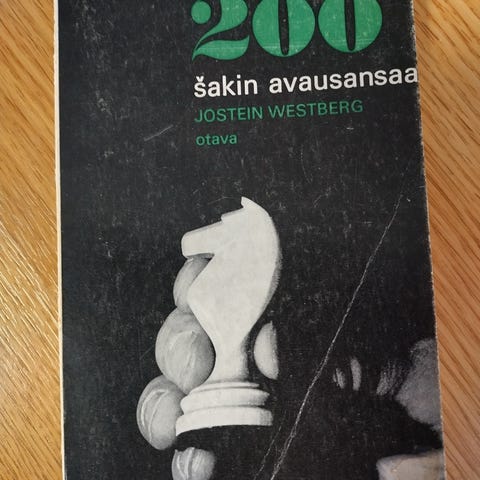 200
šakin avausansaa
JOSTEIN WESTBERG
otava